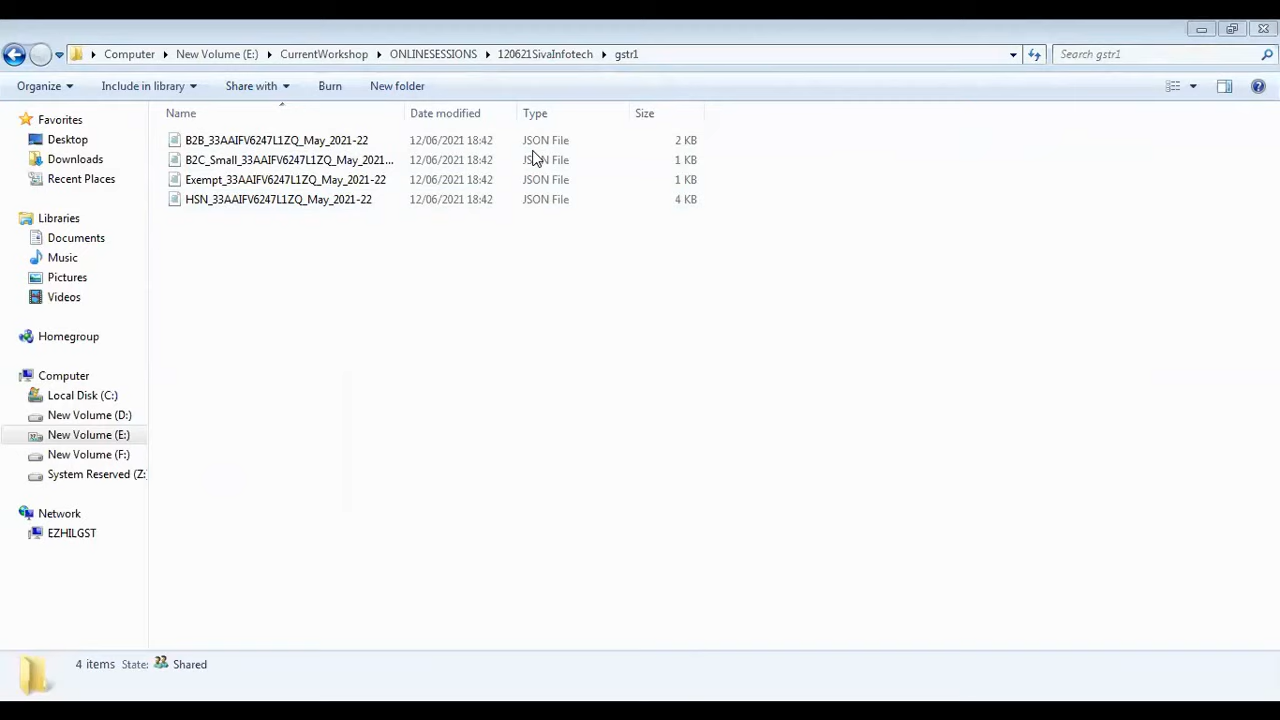 Computer New Volume (E:) CurrentWorkshop ONLINESESSIONS 120621SivaInfotech gstr1 Search gstr1
Organize Include in library Share with Burn New folder
Name Date modified Type Size
Favorites
Desktop
Downloads
Recent Places
Libraries
Documents
Music
Pictures
Videos
Homegroup
Computer
Local Disk (C:)
New Volume (D:)
New Volume (E:)
New Volume (F:)
System Reserved (Z:
Network
EZHILGST
B2B_33AAIFV6247L1ZQ_May_2021-22 12/06/2021 18:42 JSON File 2 KB
B2C_Small_33AAIFV6247L1ZQ_May_2021... 12/06/2021 18:42 JSON File 1 KB
Exempt_33AAIFV6247L1ZQ_May_2021-22 12/06/2021 18:42 JSON File 1 KB
HSN_33AAIFV6247L1ZQ_May_2021-22 12/06/2021 18:42 JSON File 4 KB
4 items State: Shared